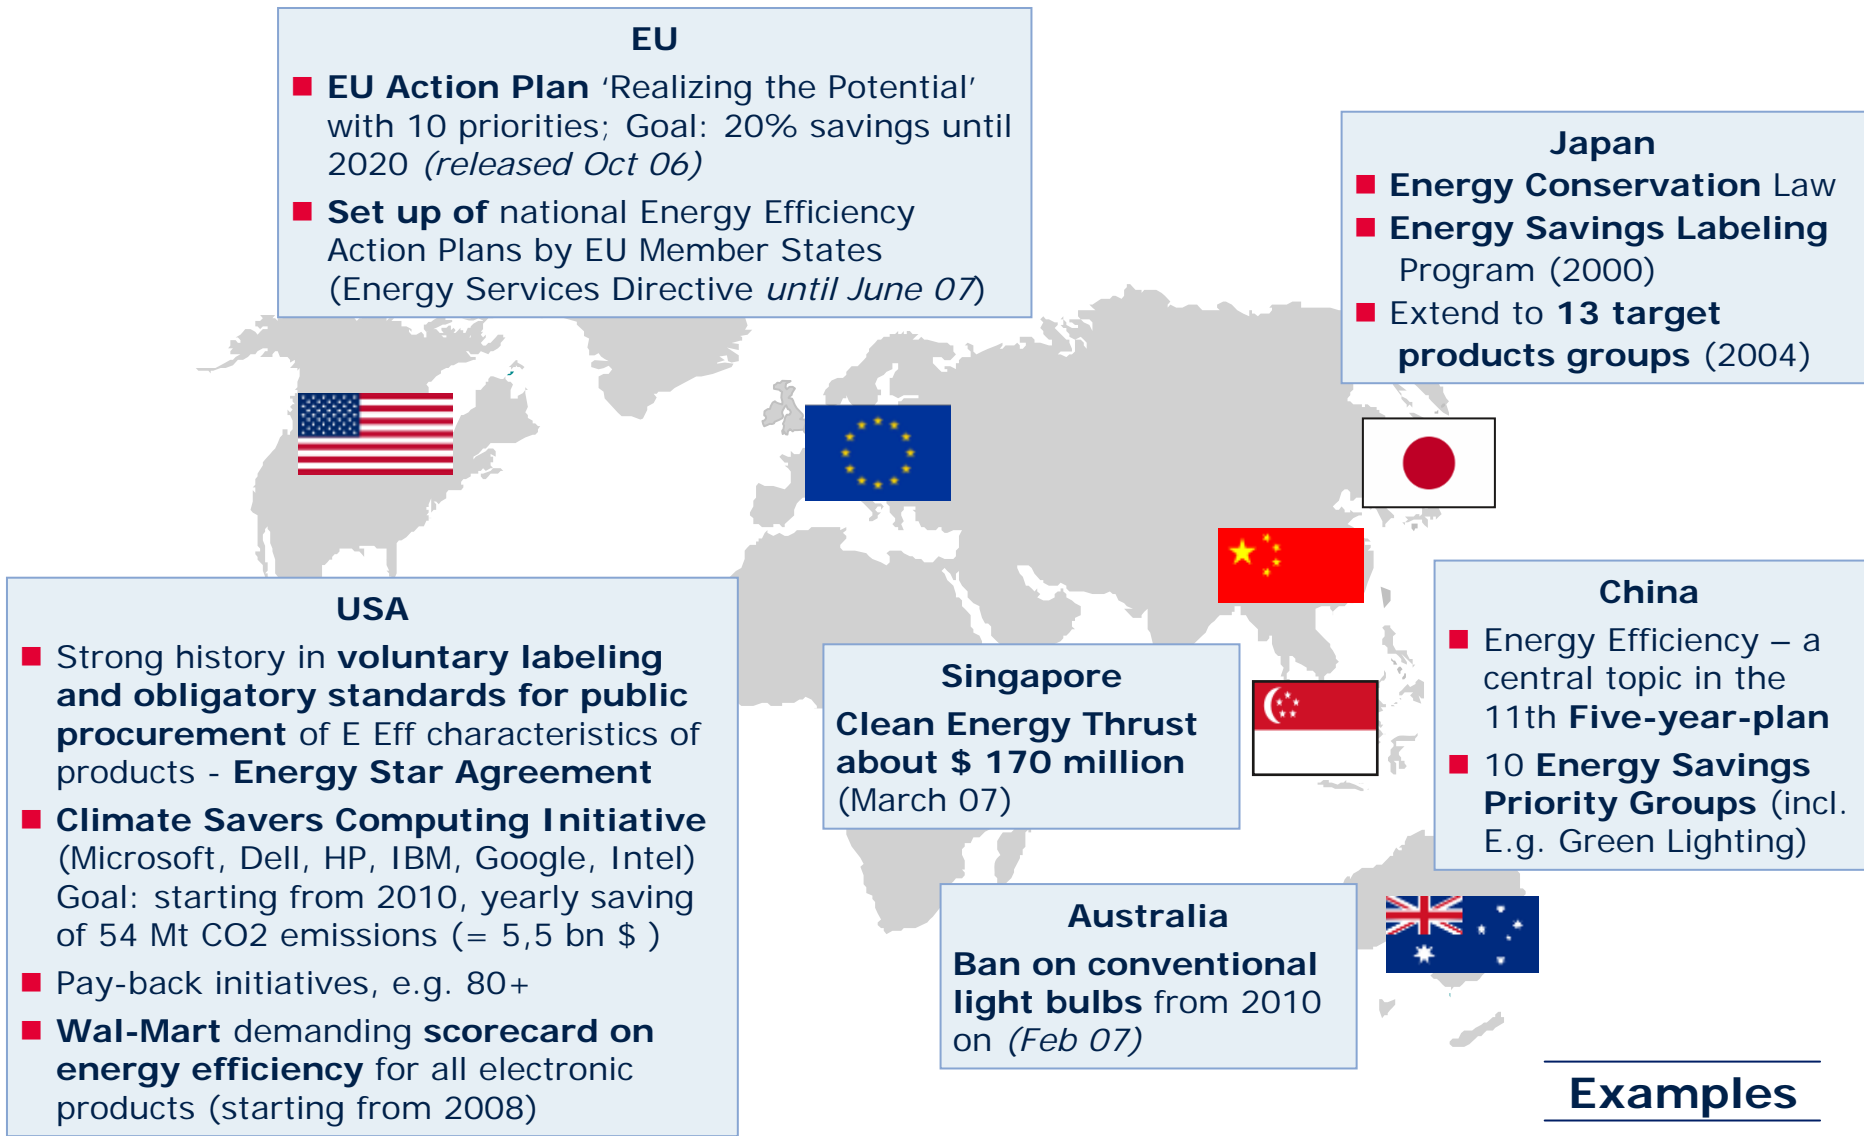 EU
EU Action Plan ‘Realizing the Potential’
with 10 priorities; Goal: 20% savings until
2020 (released Oct 06)
Set up of national Energy Efficiency
Action Plans by EU Member States
(Energy Services Directive until June 07)
Japan
Energy Conservation Law
Energy Savings Labeling
Program (2000)
Extend to 13 target
products groups (2004)
USA
Strong history in voluntary labeling
and obligatory standards for public
procurement of E Eff characteristics of
products - Energy Star Agreement
Climate Savers Computing Initiative
(Microsoft, Dell, HP, IBM, Google, Intel)
Goal: starting from 2010, yearly saving
of 54 Mt CO2 emissions (= 5,5 bn $ )
Pay-back initiatives, e.g. 80+
Wal-Mart demanding scorecard on
energy efficiency for all electronic
products (starting from 2008)
Singapore
Clean Energy Thrust
about $ 170 million
(March 07)
China
Energy Efficiency – a
central topic in the
11th Five-year-plan
10 Energy Savings
Priority Groups (incl.
E.g. Green Lighting)
Australia
Ban on conventional
light bulbs from 2010
on (Feb 07)
Examples